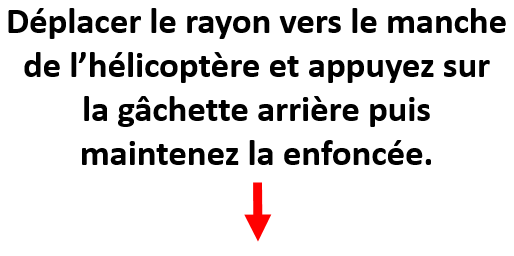 Déplacer le rayon vers le manche
de l’hélicoptère et appuyez sur
la gâchette arrière puis
maintenez la enfoncée.